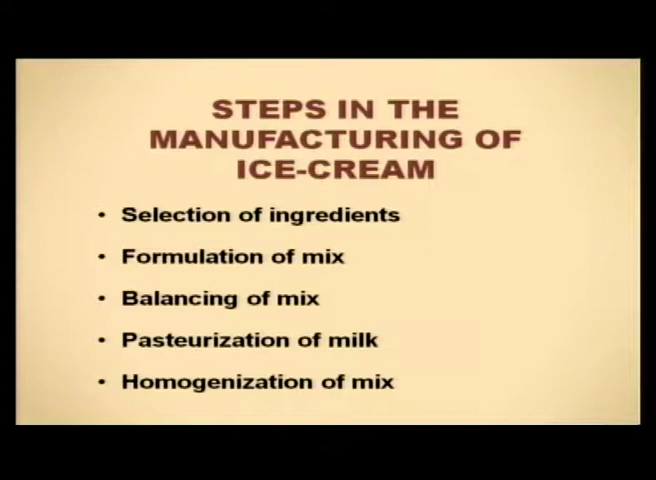 STEPS IN THE
MANUFACTURING OF
ICE-CREAM
• Selection of ingredients
• Formulation of mix
• Balancing of mix
• Pasteurization of milk
• Homogenization of mix